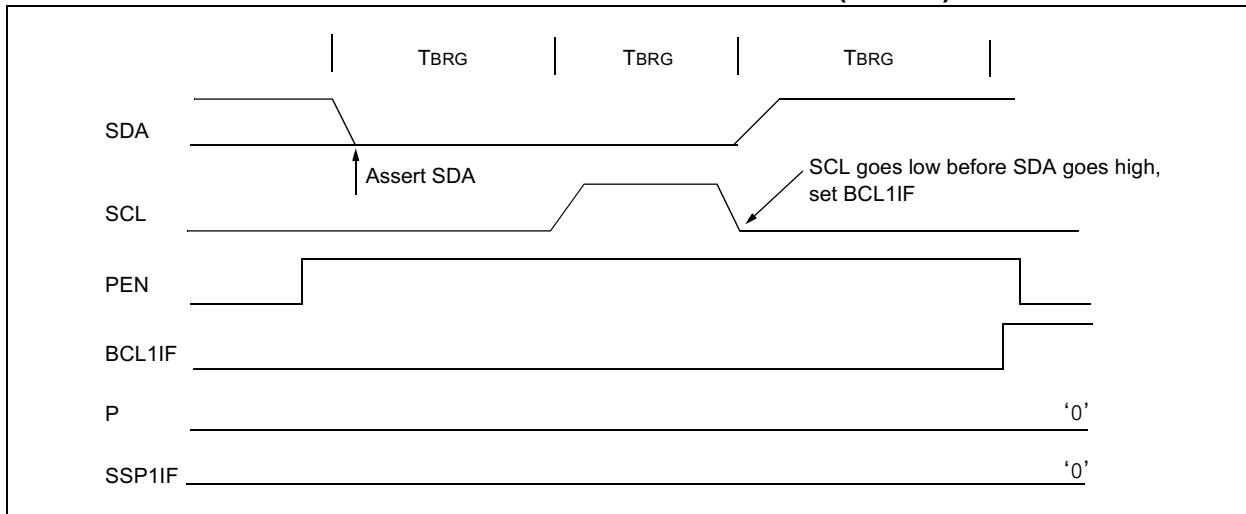 TBRG TBRG TBRG
SDA
Assert SDA
SCL goes low before SDA goes high,
set BCL1IF
SCL
PEN
BCL1IF
P ‘0’
SSP1IF ‘0’